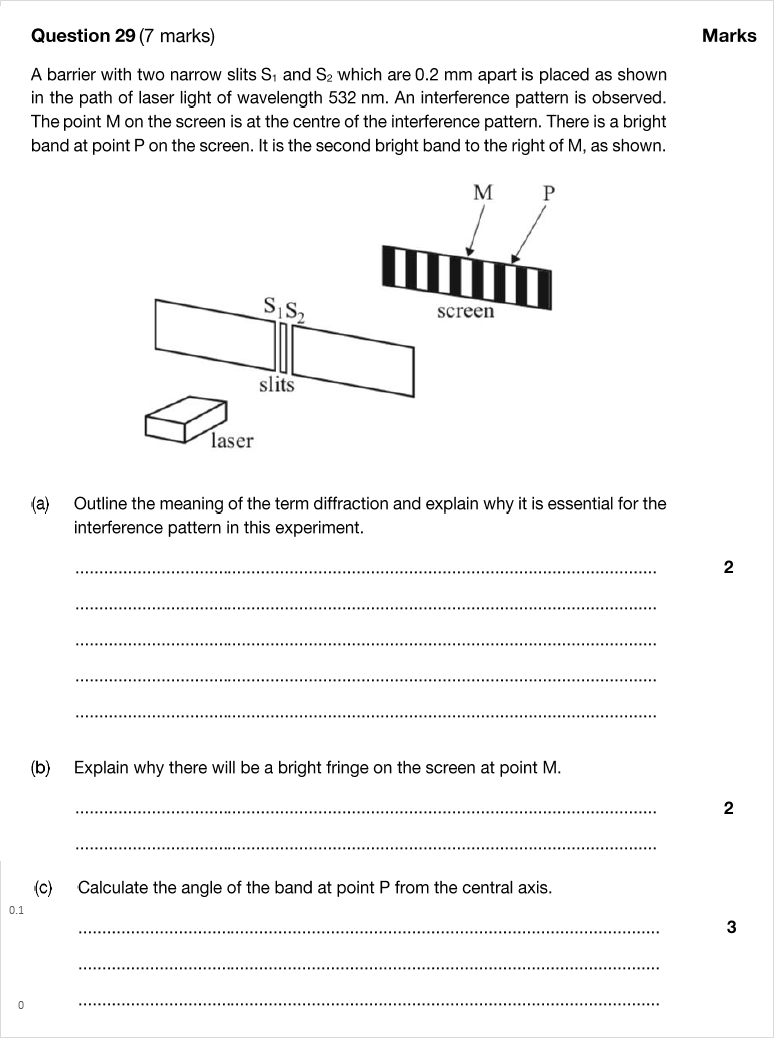 Question 29 (7 marks)
Marks
A barrier with two narrow slits S₁ and S₂ which are 0.2 mm apart is placed as shown
in the path of laser light of wavelength 532 nm. An interference pattern is observed.
The point M on the screen is at the centre of the interference pattern. There is a bright
band at point P on the screen. It is the second bright band to the right of M, as shown.
M P
S₁S₂
screen
slits
laser
(a) Outline the meaning of the term diffraction and explain why it is essential for the
interference pattern in this experiment.
2
(b) Explain why there will be a bright fringe on the screen at point M.
2
(c) Calculate the angle of the band at point P from the central axis.
0.1
3
0